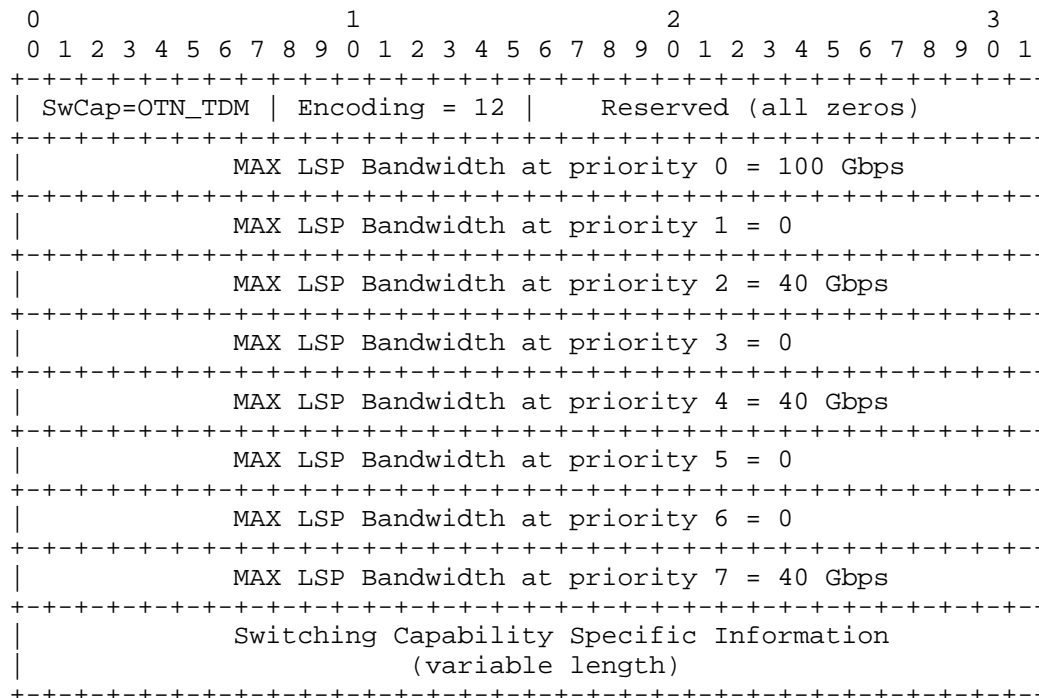 0                   1                   2                   3
 0 1 2 3 4 5 6 7 8 9 0 1 2 3 4 5 6 7 8 9 0 1 2 3 4 5 6 7 8 9 0 1
+-+-+-+-+-+-+-+-+-+-+-+-+-+-+-+-+-+-+-+-+-+-+-+-+-+-+-+-+-+-+-+--
| SwCap=OTN_TDM | Encoding = 12 |    Reserved (all zeros)
+-+-+-+-+-+-+-+-+-+-+-+-+-+-+-+-+-+-+-+-+-+-+-+-+-+-+-+-+-+-+-+--
|             MAX LSP Bandwidth at priority 0 = 100 Gbps
+-+-+-+-+-+-+-+-+-+-+-+-+-+-+-+-+-+-+-+-+-+-+-+-+-+-+-+-+-+-+-+--
|             MAX LSP Bandwidth at priority 1 = 0
+-+-+-+-+-+-+-+-+-+-+-+-+-+-+-+-+-+-+-+-+-+-+-+-+-+-+-+-+-+-+-+--
|             MAX LSP Bandwidth at priority 2 = 40 Gbps
+-+-+-+-+-+-+-+-+-+-+-+-+-+-+-+-+-+-+-+-+-+-+-+-+-+-+-+-+-+-+-+--
|             MAX LSP Bandwidth at priority 3 = 0
+-+-+-+-+-+-+-+-+-+-+-+-+-+-+-+-+-+-+-+-+-+-+-+-+-+-+-+-+-+-+-+--
|             MAX LSP Bandwidth at priority 4 = 40 Gbps
+-+-+-+-+-+-+-+-+-+-+-+-+-+-+-+-+-+-+-+-+-+-+-+-+-+-+-+-+-+-+-+--
|             MAX LSP Bandwidth at priority 5 = 0
+-+-+-+-+-+-+-+-+-+-+-+-+-+-+-+-+-+-+-+-+-+-+-+-+-+-+-+-+-+-+-+--
|             MAX LSP Bandwidth at priority 6 = 0
+-+-+-+-+-+-+-+-+-+-+-+-+-+-+-+-+-+-+-+-+-+-+-+-+-+-+-+-+-+-+-+--
|             MAX LSP Bandwidth at priority 7 = 40 Gbps
+-+-+-+-+-+-+-+-+-+-+-+-+-+-+-+-+-+-+-+-+-+-+-+-+-+-+-+-+-+-+-+--
|             Switching Capability Specific Information
|                        (variable length)
+-+-+-+-+-+-+-+-+-+-+-+-+-+-+-+-+-+-+-+-+-+-+-+-+-+-+-+-+-+-+-+--